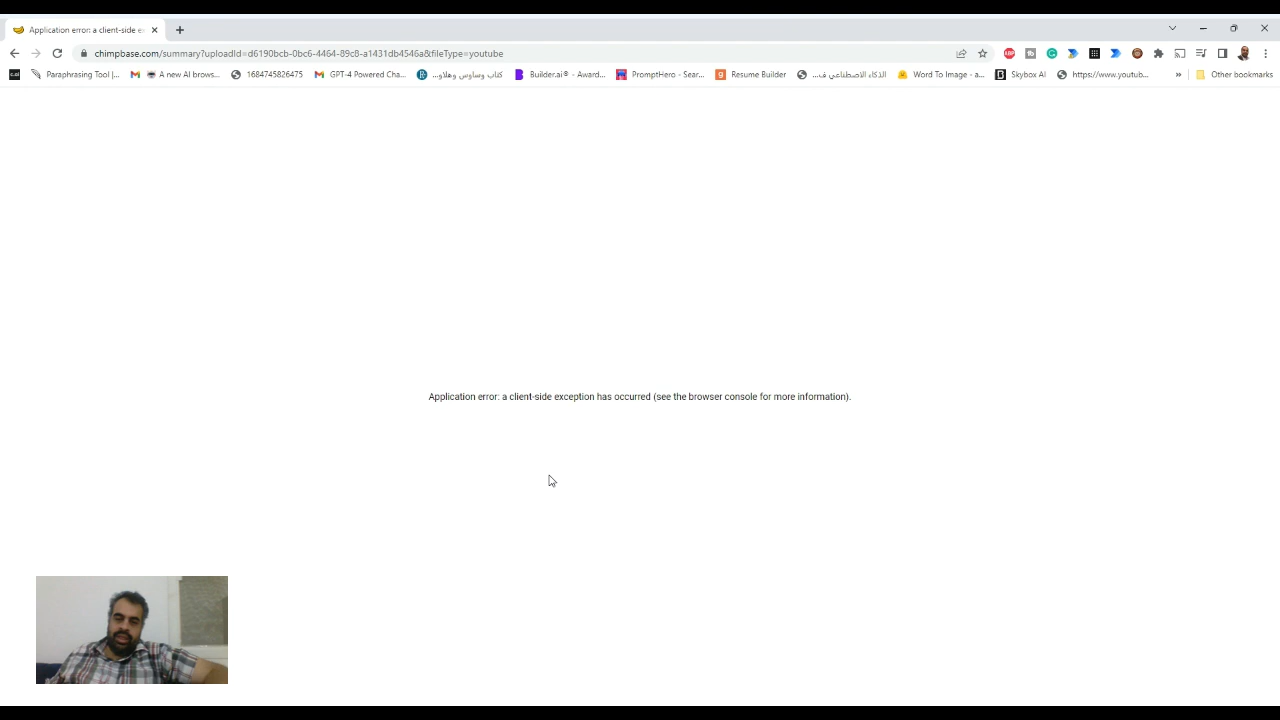 Application error: a client-side e
chimpbase.com/summary?uploadId=d6190bcb-0bc6-4464-89c8-a1431db4546a&fileType=youtube
Paraphrasing Tool |... A new AI brows... 1684745826475 GPT-4 Powered Cha... كتاب وساوس وهلاو... Builder.ai® - Award... PromptHero - Sear... Resume Builder الذكاء الاصطناعي ف... Word To Image - a... Skybox AI https://www.youtub... » Other bookmarks
Application error: a client-side exception has occurred (see the browser console for more information).